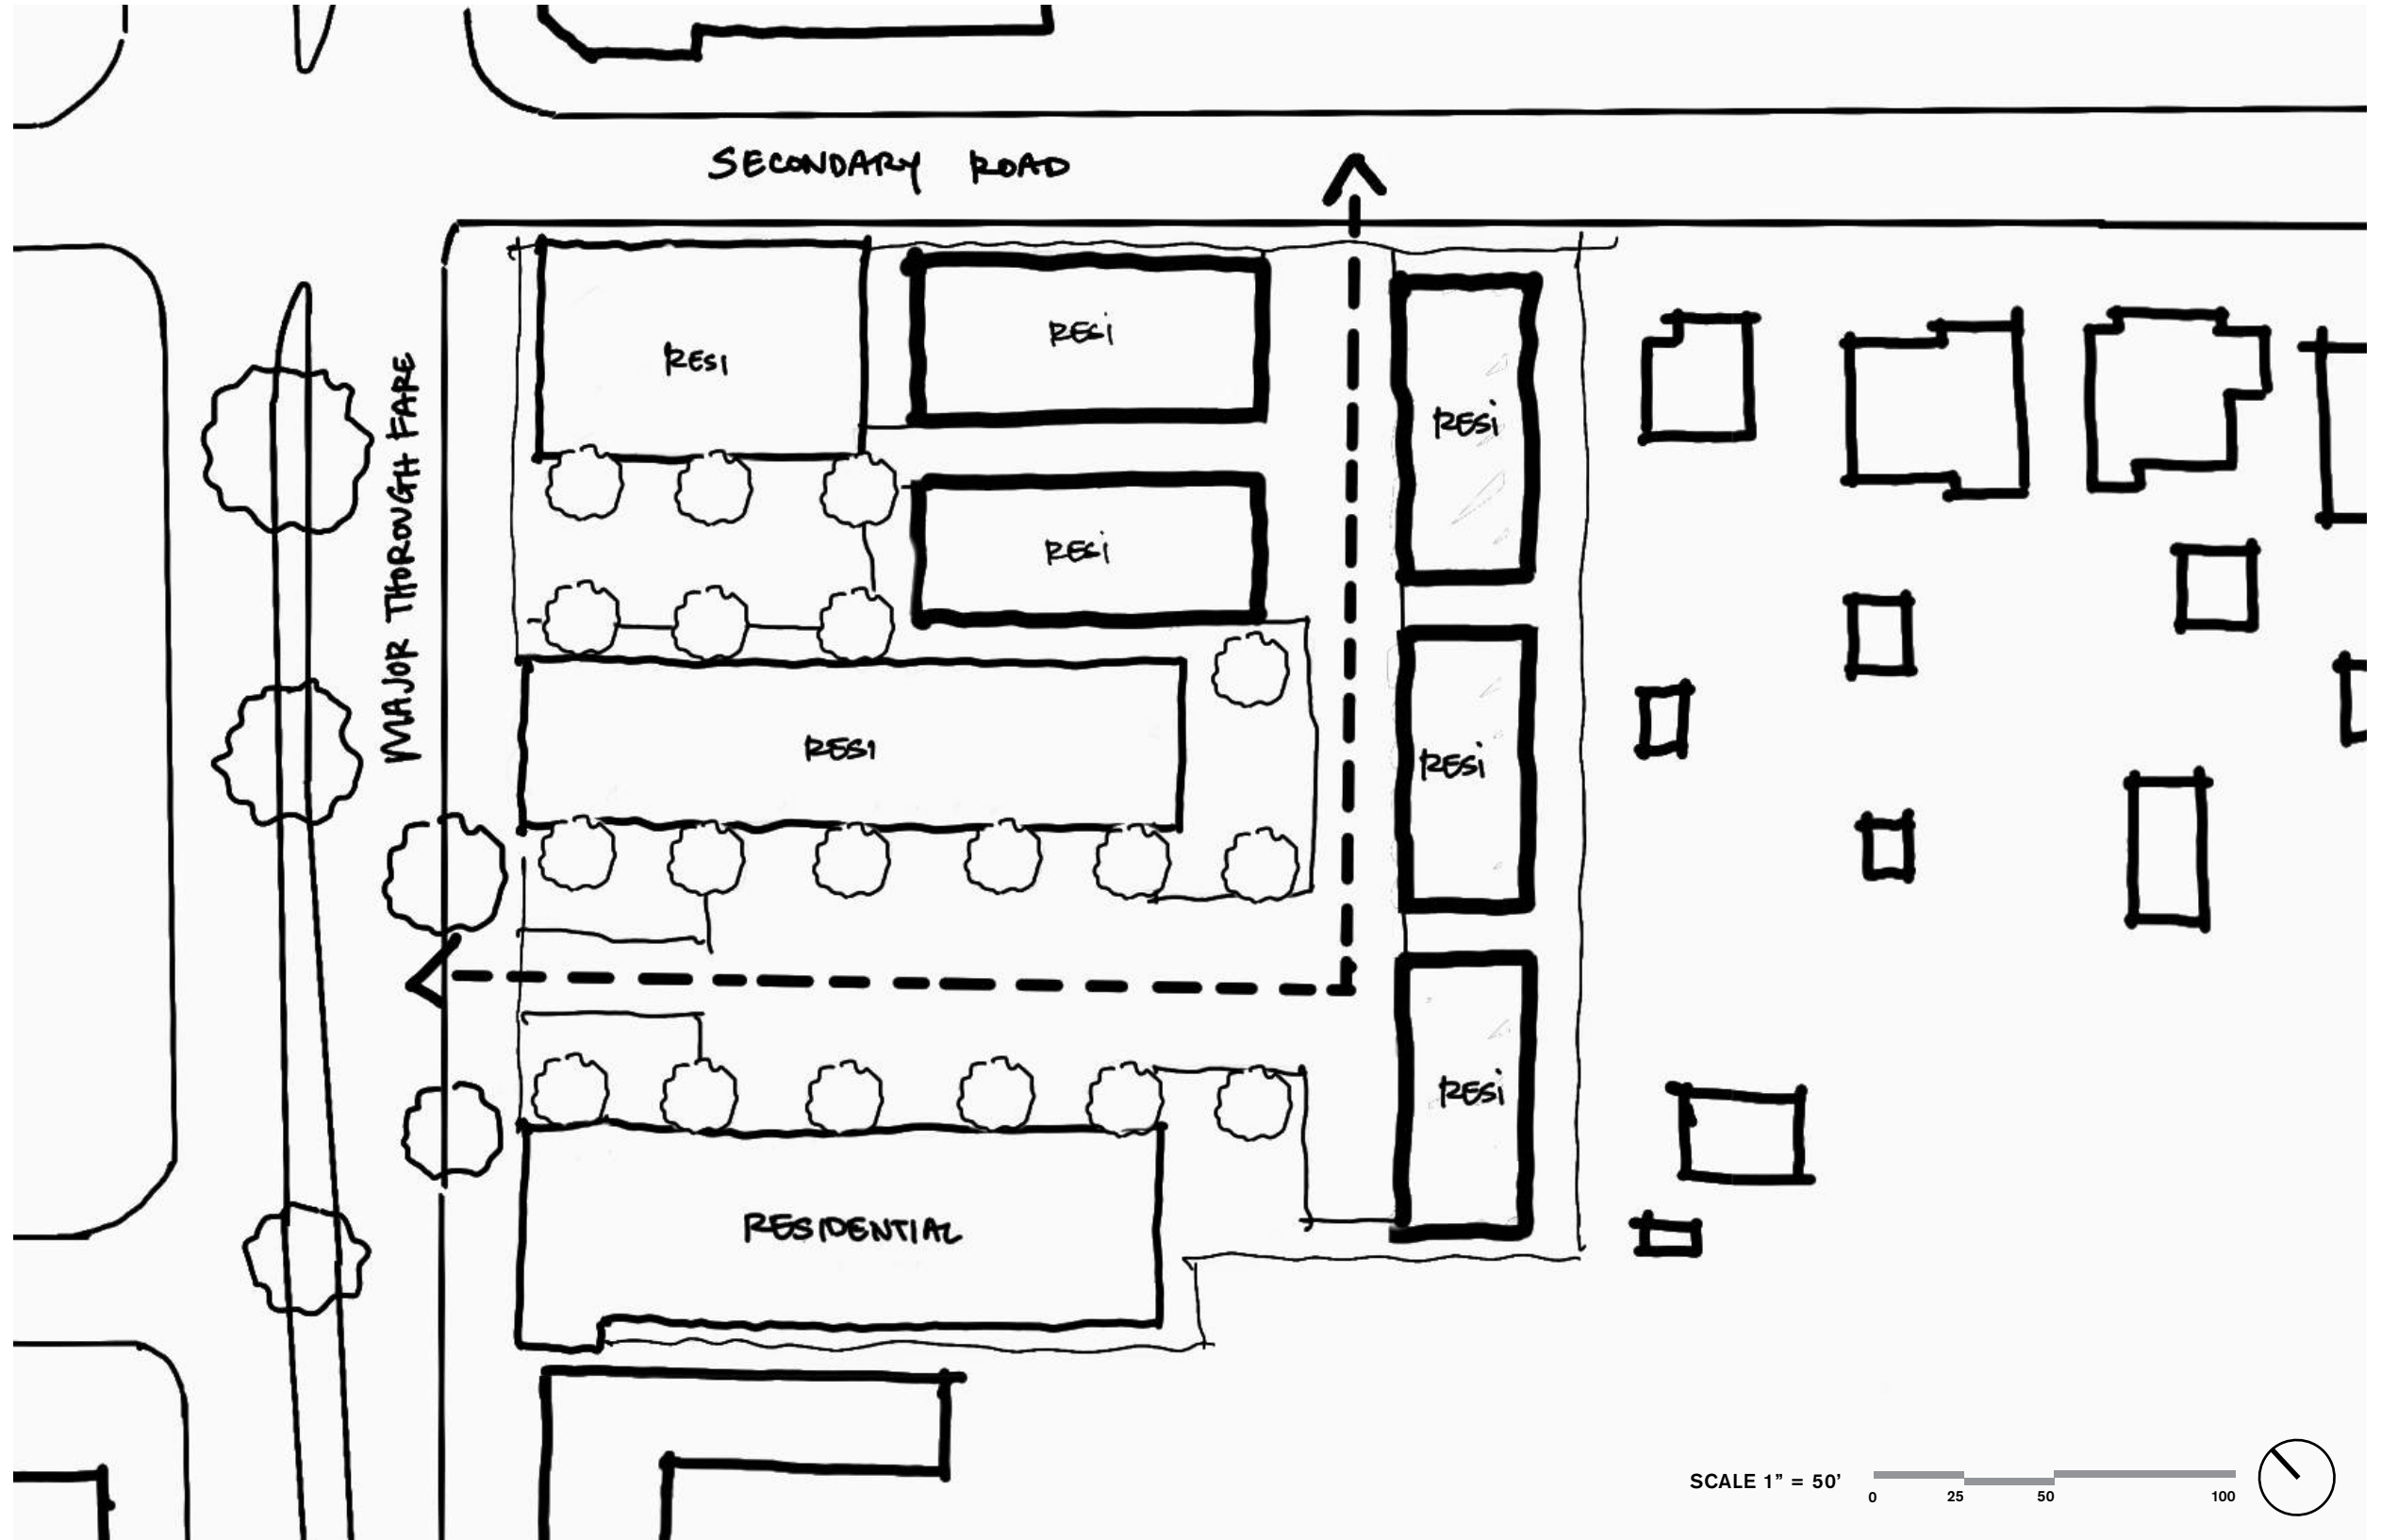 SECONDARY ROAD
MAJOR THOROUGH FARE
RESI
RESi
RESi
RESi
RESI
RESi
RESi
RESIDENTIAL
SCALE 1” = 50’
0 25 50 100